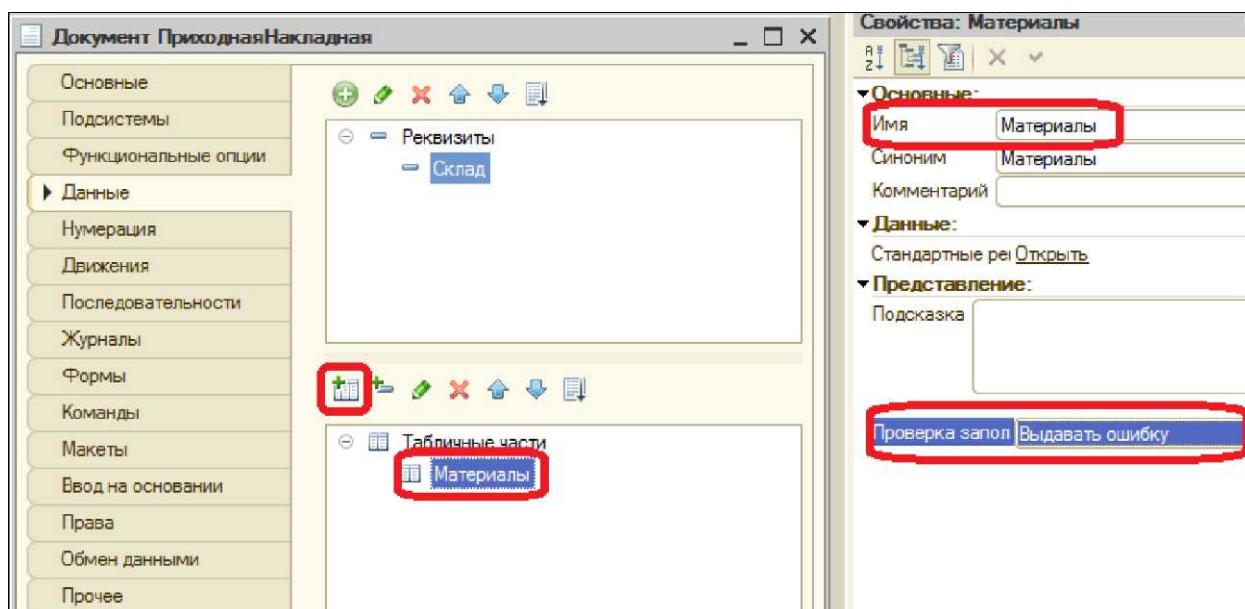 Документ ПриходнаяНакладная
Основные
Подсистемы
Функциональные опции
Данные
Нумерация
Движения
Последовательности
Журналы
Формы
Команды
Макеты
Ввод на основании
Права
Обмен данными
Прочее
Реквизиты
Склад
Табличные части
Материалы
Свойства: Материалы
Основные:
Имя Материалы
Синоним Материалы
Комментарий
Данные:
Стандартные ре Открыть
Представление:
Подсказка
Проверка запол Выдавать ошибку